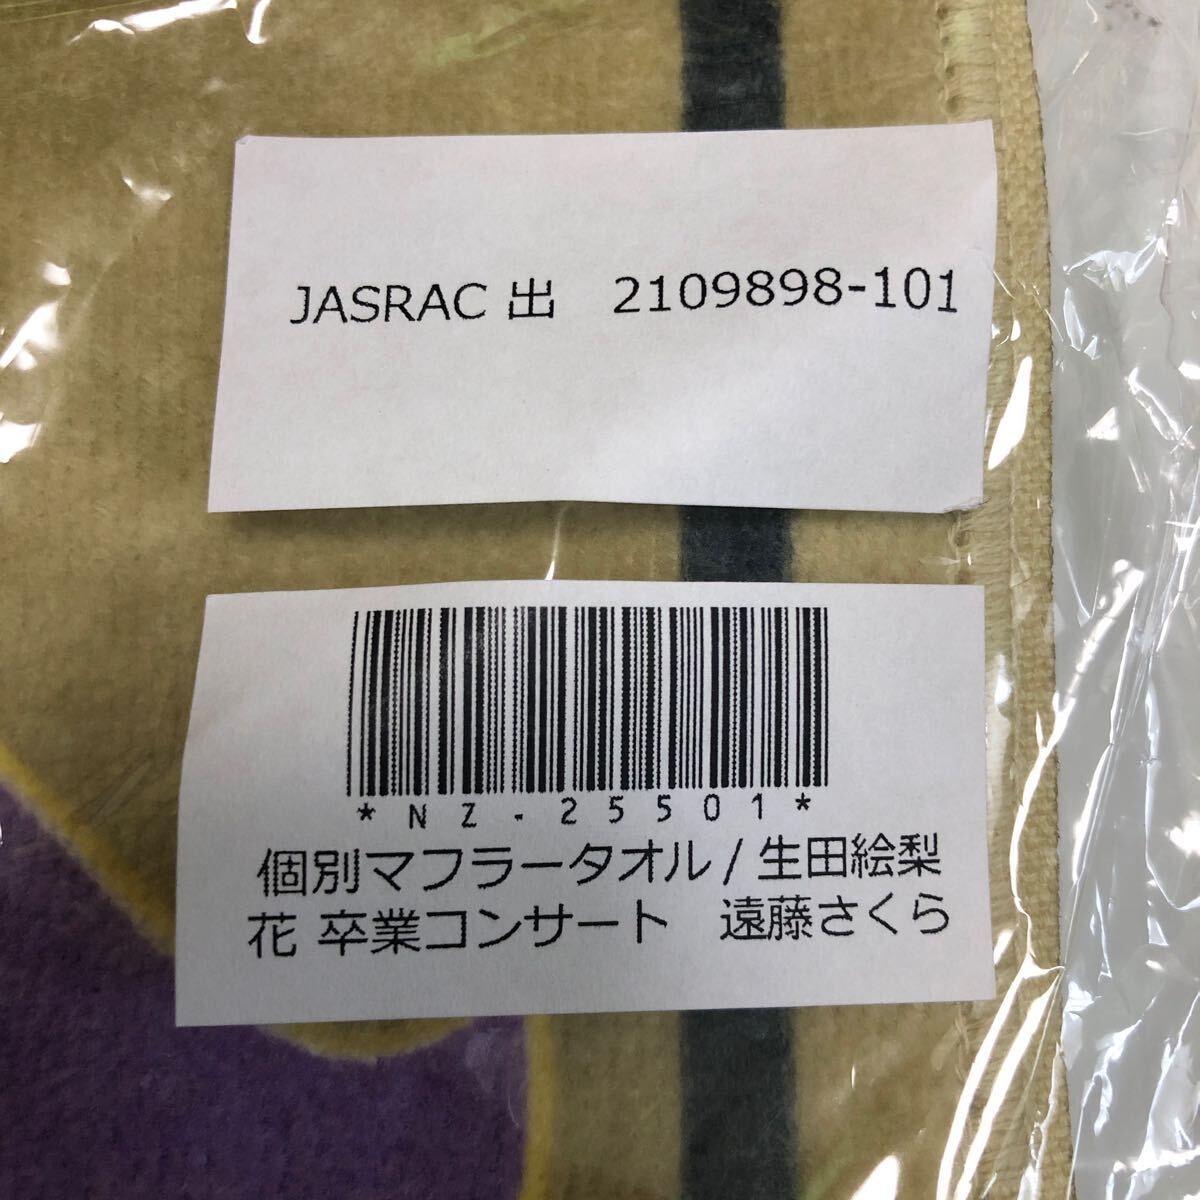 JASRAC 出　2109898-101
*NZ-25501*
個別マフラータオル/生田絵梨
花 卒業コンサート　遠藤さくら